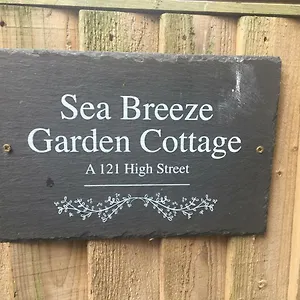 Sea Breeze
Garden Cottage
A 121 High Street